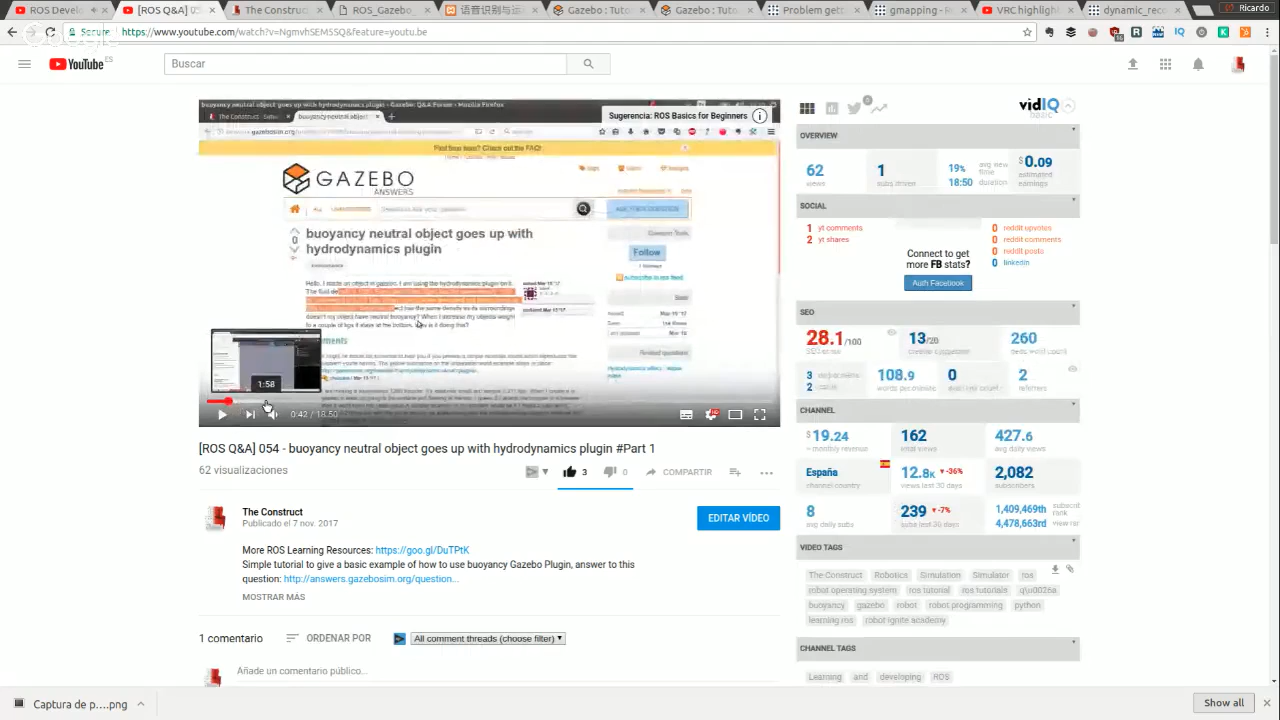 ROS Develo
[ROS Q&A] 05
The Construct
ROS_Gazebo_
语音识别与运
Gazebo : Tuto
Gazebo : Tuto
Problem gett
gmapping - R
VRC highligh
dynamic_reco
Ricardo
Secure
https://www.youtube.com/watch?v=NgmvhSEM5SQ&feature=youtu.be
YouTube ES
Buscar
buoyancy neutral object goes up with hydrodynamics plugin - Gazebo: Q&A Forum - Mozilla Firefox
Sugerencia: ROS Basics for Beginners
First time here? Check out the FAQ!
GAZEBO
ANSWERS
buoyancy neutral object goes up with
hydrodynamics plugin
Follow
1:58
0:42 / 18:50
[ROS Q&A] 054 - buoyancy neutral object goes up with hydrodynamics plugin #Part 1
62 visualizaciones
3
0
COMPARTIR
The Construct
Publicado el 7 nov. 2017
EDITAR VÍDEO
More ROS Learning Resources: https://goo.gl/DuTPtK
Simple tutorial to give a basic example of how to use buoyancy Gazebo Plugin, answer to this
question: http://answers.gazebosim.org/question...
MOSTRAR MÁS
1 comentario
ORDENAR POR
All comment threads (choose filter)
Añade un comentario público...
vidIQ
basic
OVERVIEW
62
views
1
subs driven
19%
18:50
avg view
time
duration
$0.09
estimated
earnings
SOCIAL
1 yt comments
2 yt shares
Connect to get
more FB stats?
Auth Facebook
0 reddit upvotes
0 reddit comments
0 reddit posts
0 linkedin
SEO
28.1/100
13/20
260
3
2
108.9
words per minute
0
2
referrers
CHANNEL
$19.24
~ monthly revenue
162
total videos
427.6
avg daily views
España
channel country
12.8K -36%
views last 30 days
2,082
subscribers
8
avg daily subs
239 -7%
subs last 30 days
1,409,469th
4,478,663rd
VIDEO TAGS
The Construct
Robotics
Simulation
Simulator
ros
robot operating system
ros tutorial
ros tutorials
q\u0026a
buoyancy
gazebo
robot
robot programming
python
learning ros
robot ignite academy
CHANNEL TAGS
Learning
and
developing
ROS
Captura de p....png
Show all